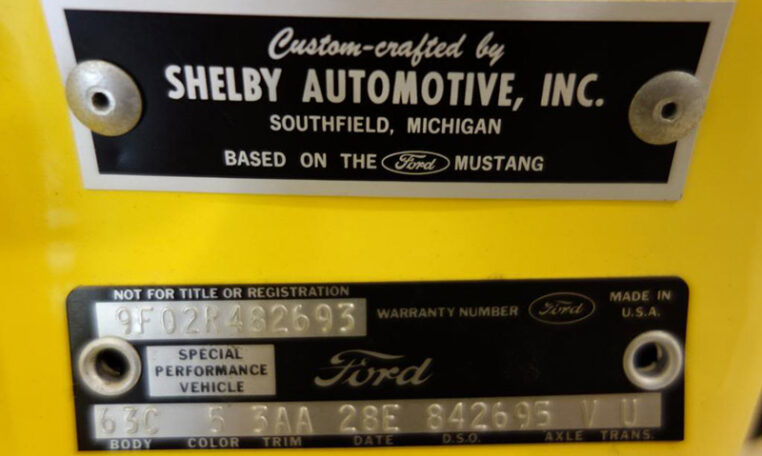 Custom-crafted by
SHELBY AUTOMOTIVE, INC.
SOUTHFIELD, MICHIGAN
BASED ON THE Ford MUSTANG
NOT FOR TITLE OR REGISTRATION
9F02R482693
WARRANTY NUMBER
Ford
MADE IN
U.S.A.
SPECIAL
PERFORMANCE
VEHICLE
Ford
63C 5 3AA 28E 842695 V U
BODY COLOR TRIM DATE D.S.O. AXLE TRANS.